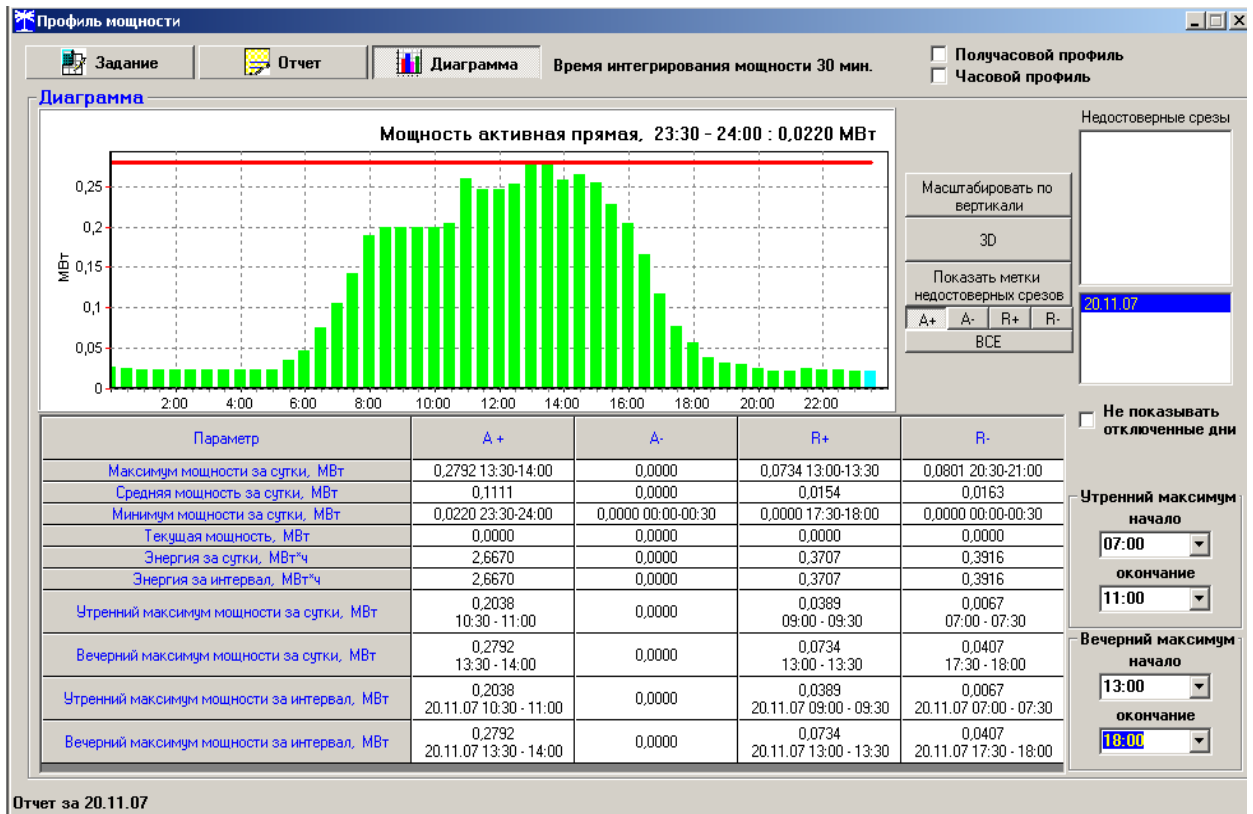 Профиль мощности
Задание
Отчет
Диаграмма
Время интегрирования мощности 30 мин.
Получасовой профиль
Часовой профиль
Диаграмма
Мощность активная прямая, 23:30 - 24:00 : 0,0220 МВт
МВт
0,25
0,2
0,15
0,1
0,05
0
2:00 4:00 6:00 8:00 10:00 12:00 14:00 16:00 18:00 20:00 22:00
Масштабировать по
вертикали
3D
Показать метки
недостоверных срезов
A+ A- R+ R-
ВСЕ
Недостоверные срезы
20.11.07
Не показывать
отключенные дни
Параметр A + A- R+ R-
Максимум мощности за сутки, МВт 0,2792 13:30-14:00 0,0000 0,0734 13:00-13:30 0,0801 20:30-21:00
Средняя мощность за сутки, МВт 0,1111 0,0000 0,0154 0,0163
Минимум мощности за сутки, МВт 0,0220 23:30-24:00 0,0000 00:00-00:30 0,0000 17:30-18:00 0,0000 00:00-00:30
Текущая мощность, МВт 0,0000 0,0000 0,0000 0,0000
Энергия за сутки, МВт*ч 2,6670 0,0000 0,3707 0,3916
Энергия за интервал, МВт*ч 2,6670 0,0000 0,3707 0,3916
Утренний максимум мощности за сутки, МВт 0,2038 0,0000 0,0389 0,0067
10:30 - 11:00 09:00 - 09:30 07:00 - 07:30
Вечерний максимум мощности за сутки, МВт 0,2792 0,0000 0,0734 0,0407
13:30 - 14:00 13:00 - 13:30 17:30 - 18:00
Утренний максимум мощности за интервал, МВт 0,2038 0,0000 0,0389 0,0067
20.11.07 10:30 - 11:00 20.11.07 09:00 - 09:30 20.11.07 07:00 - 07:30
Вечерний максимум мощности за интервал, МВт 0,2792 0,0000 0,0734 0,0407
20.11.07 13:30 - 14:00 20.11.07 13:00 - 13:30 20.11.07 17:30 - 18:00
Утренний максимум
начало
07:00
окончание
11:00
Вечерний максимум
начало
13:00
окончание
18:00
Отчет за 20.11.07